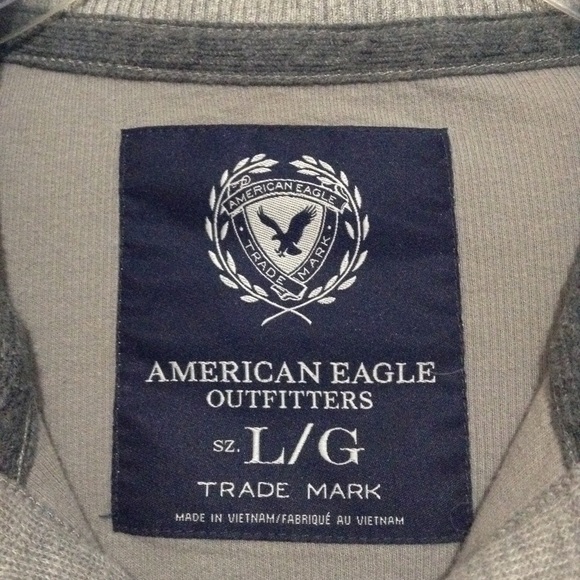 AMERICAN EAGLE
TRADE MARK
AMERICAN EAGLE
OUTFITTERS
SZ. L/G
TRADE MARK
MADE IN VIETNAM/FABRIQUÉ AU VIETNAM